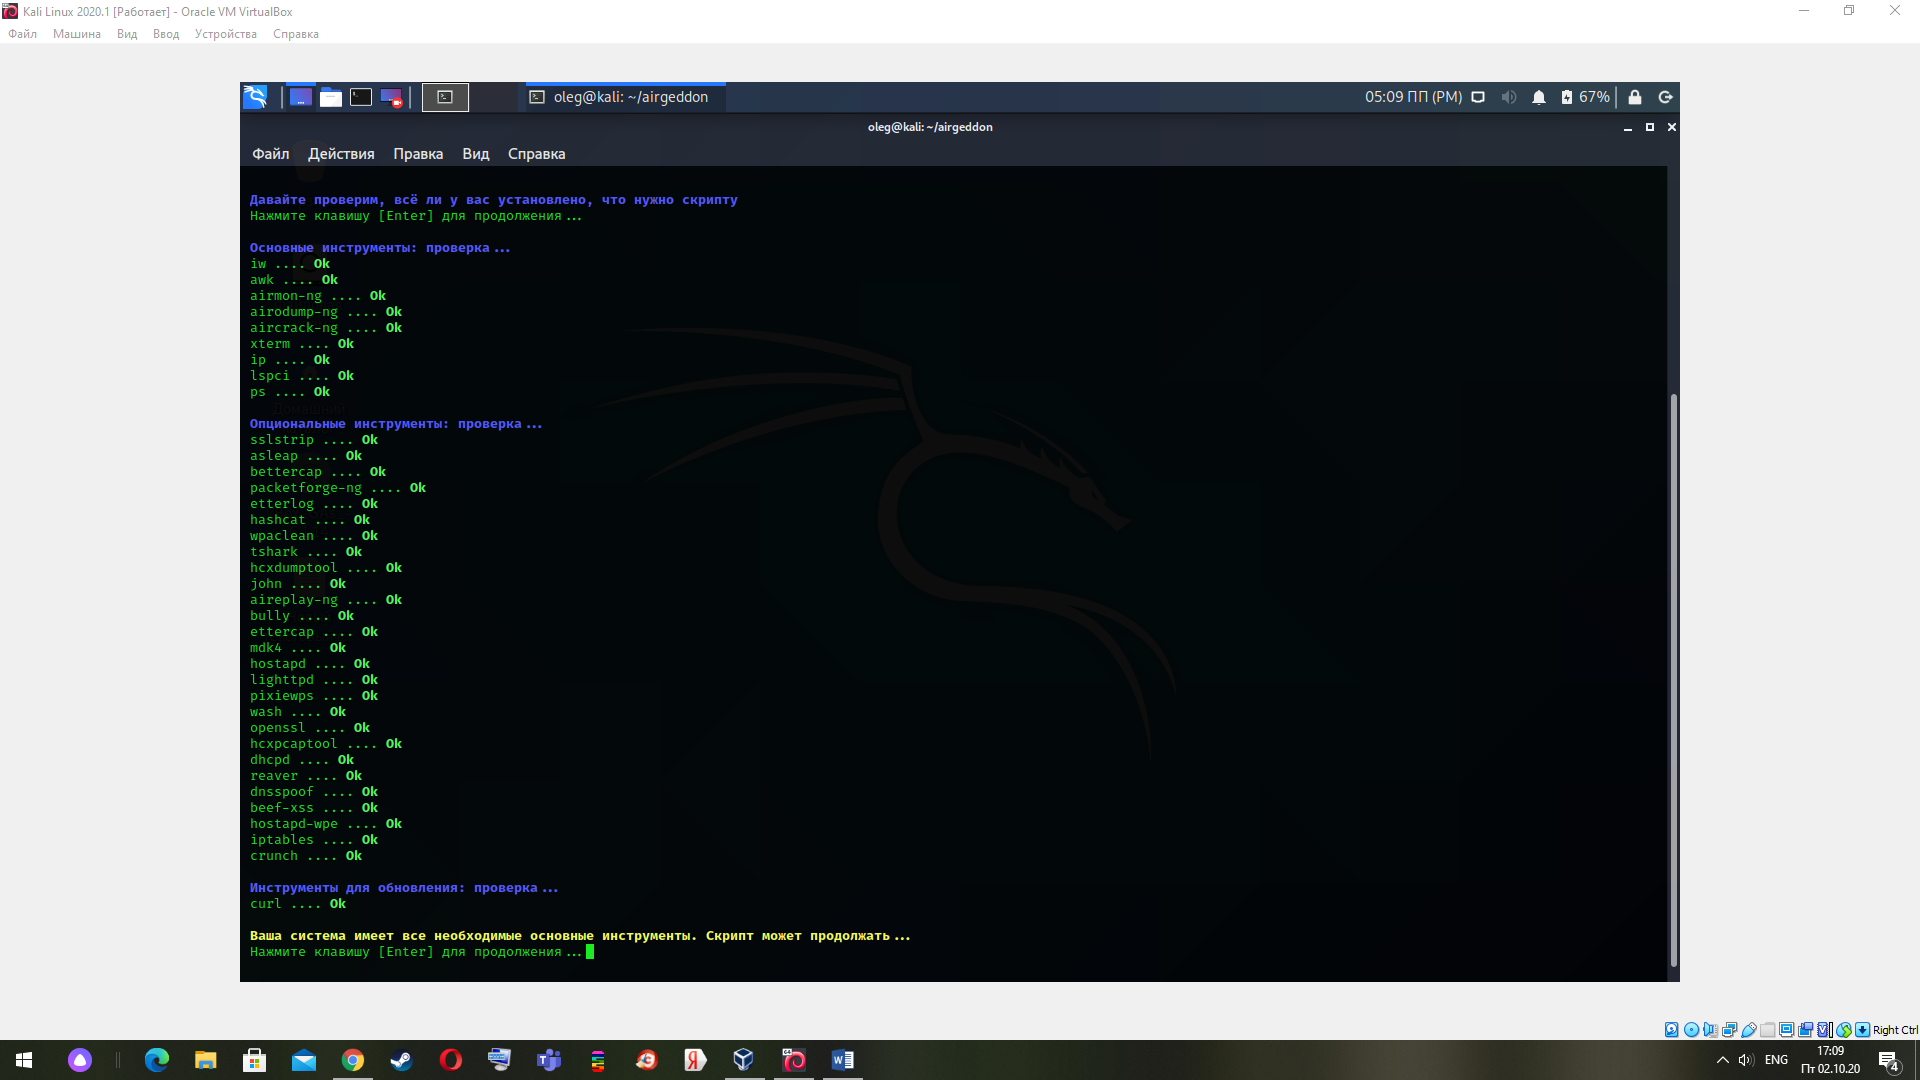 Kali Linux 2020.1 [Работает] - Oracle VM VirtualBox
Файл Машина Вид Ввод Устройства Справка
oleg@kali: ~/airgeddon 05:09 ПП (PM) 67%
oleg@kali: ~/airgeddon
Файл Действия Правка Вид Справка
Давайте проверим, всё ли у вас установлено, что нужно скрипту
Нажмите клавишу [Enter] для продолжения...
Основные инструменты: проверка...
iw .... Ok
awk .... Ok
airmon-ng .... Ok
airodump-ng .... Ok
aircrack-ng .... Ok
xterm .... Ok
ip .... Ok
lspci .... Ok
ps .... Ok
Опциональные инструменты: проверка...
sslstrip .... Ok
asleap .... Ok
bettercap .... Ok
packetforge-ng .... Ok
etterlog .... Ok
hashcat .... Ok
wpaclean .... Ok
tshark .... Ok
hcxdumptool .... Ok
john .... Ok
aireplay-ng .... Ok
bully .... Ok
ettercap .... Ok
mdk4 .... Ok
hostapd .... Ok
lighttpd .... Ok
pixiewps .... Ok
wash .... Ok
openssl .... Ok
hcxpcaptool .... Ok
dhcpd .... Ok
reaver .... Ok
dnsspoof .... Ok
beef-xss .... Ok
hostapd-wpe .... Ok
iptables .... Ok
crunch .... Ok
Инструменты для обновления: проверка...
curl .... Ok
Ваша система имеет все необходимые основные инструменты. Скрипт может продолжать...
Нажмите клавишу [Enter] для продолжения...
Right Ctrl
ENG
17:09
Пт 02.10.20
4